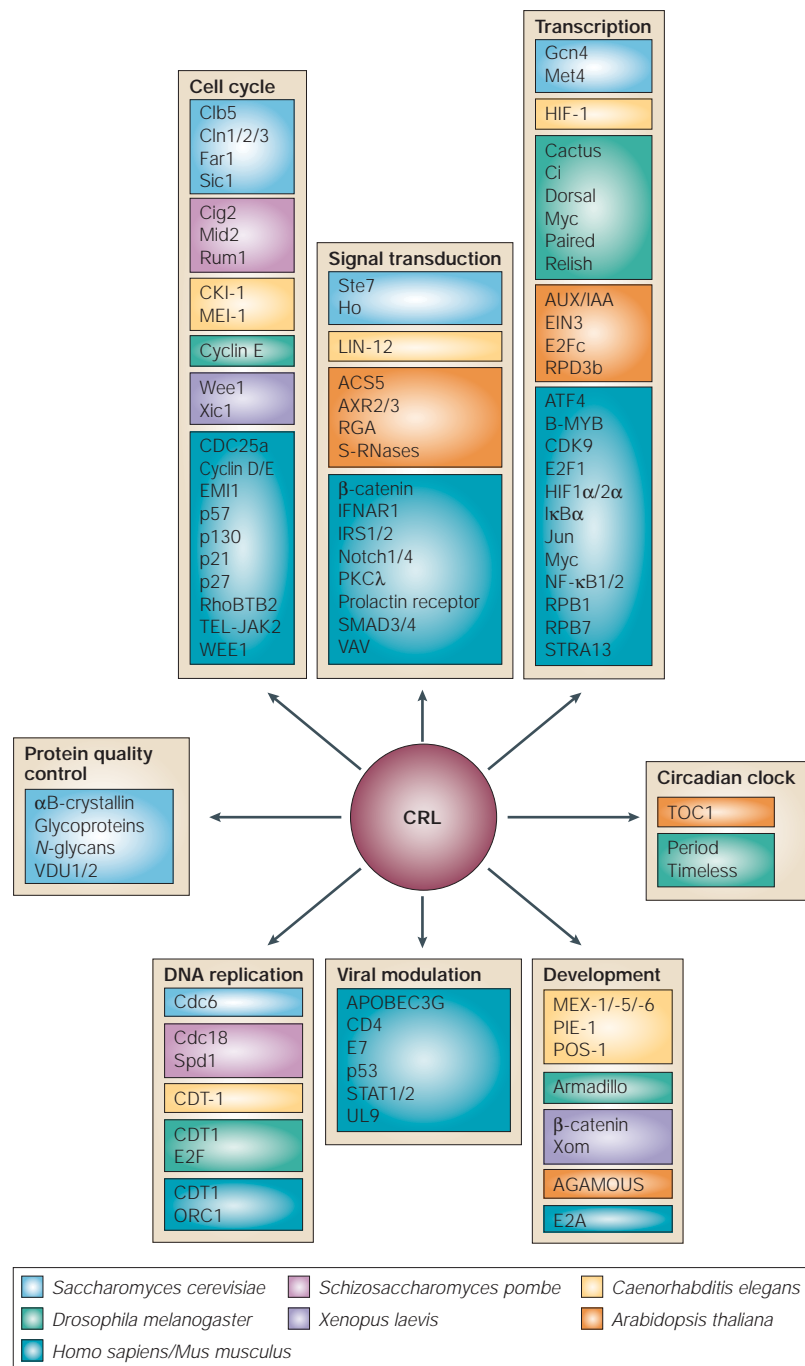 Cell cycle
Clb5
Cln1/2/3
Far1
Sic1
Cig2
Mid2
Rum1
CKI-1
MEI-1
Cyclin E
Wee1
Xic1
CDC25a
Cyclin D/E
EMI1
p57
p130
p21
p27
RhoBTB2
TEL-JAK2
WEE1
Signal transduction
Ste7
Ho
LIN-12
ACS5
AXR2/3
RGA
S-RNases
β-catenin
IFNAR1
IRS1/2
Notch1/4
PKCλ
Prolactin receptor
SMAD3/4
VAV
Transcription
Gcn4
Met4
HIF-1
Cactus
Ci
Dorsal
Myc
Paired
Relish
AUX/IAA
EIN3
E2Fc
RPD3b
ATF4
B-MYB
CDK9
E2F1
HIF1α/2α
IκBα
Jun
Myc
NF-κB1/2
RPB1
RPB7
STRA13
Protein quality
control
αB-crystallin
Glycoproteins
N-glycans
VDU1/2
CRL
Circadian clock
TOC1
Period
Timeless
DNA replication
Cdc6
Cdc18
Spd1
CDT-1
CDT1
E2F
CDT1
ORC1
Viral modulation
APOBEC3G
CD4
E7
p53
STAT1/2
UL9
Development
MEX-1/-5/-6
PIE-1
POS-1
Armadillo
β-catenin
Xom
AGAMOUS
E2A
Saccharomyces cerevisiae
Schizosaccharomyces pombe
Caenorhabditis elegans
Drosophila melanogaster
Xenopus laevis
Arabidopsis thaliana
Homo sapiens/Mus musculus